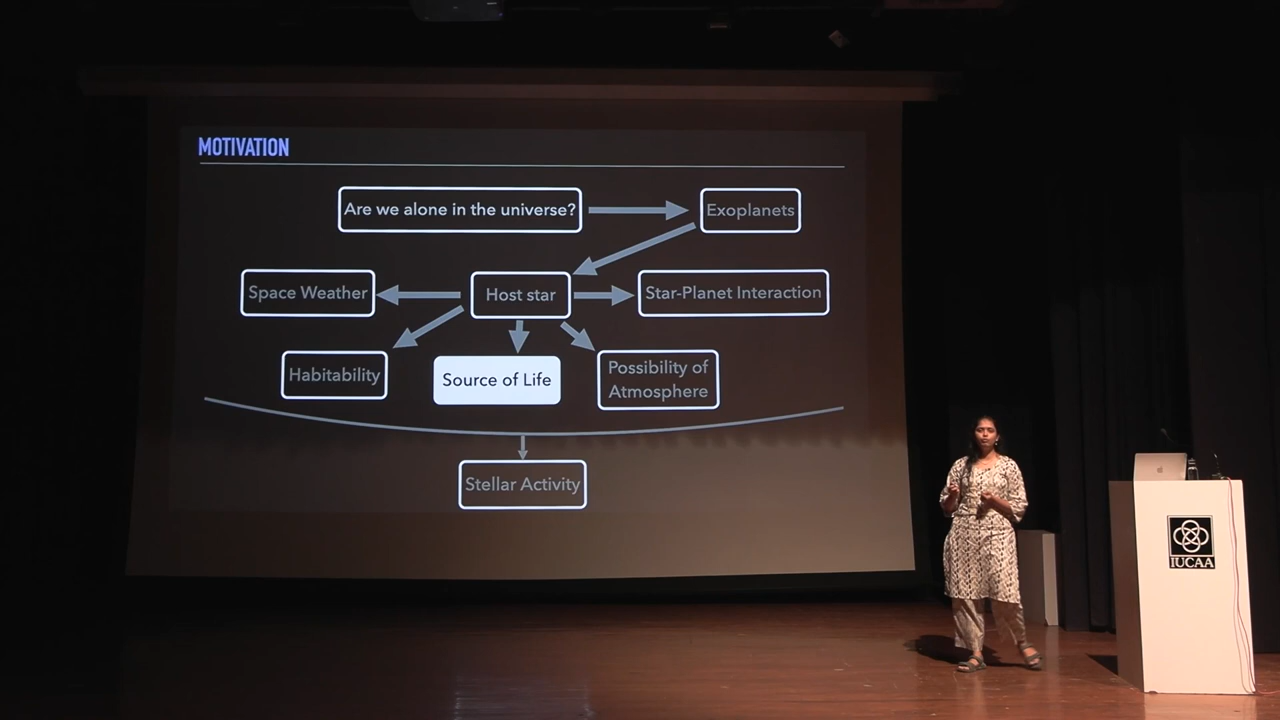 MOTIVATION
Are we alone in the universe?
Exoplanets
Space Weather
Host star
Star-Planet Interaction
Habitability
Source of Life
Possibility of
Atmosphere
Stellar Activity
IUCAA